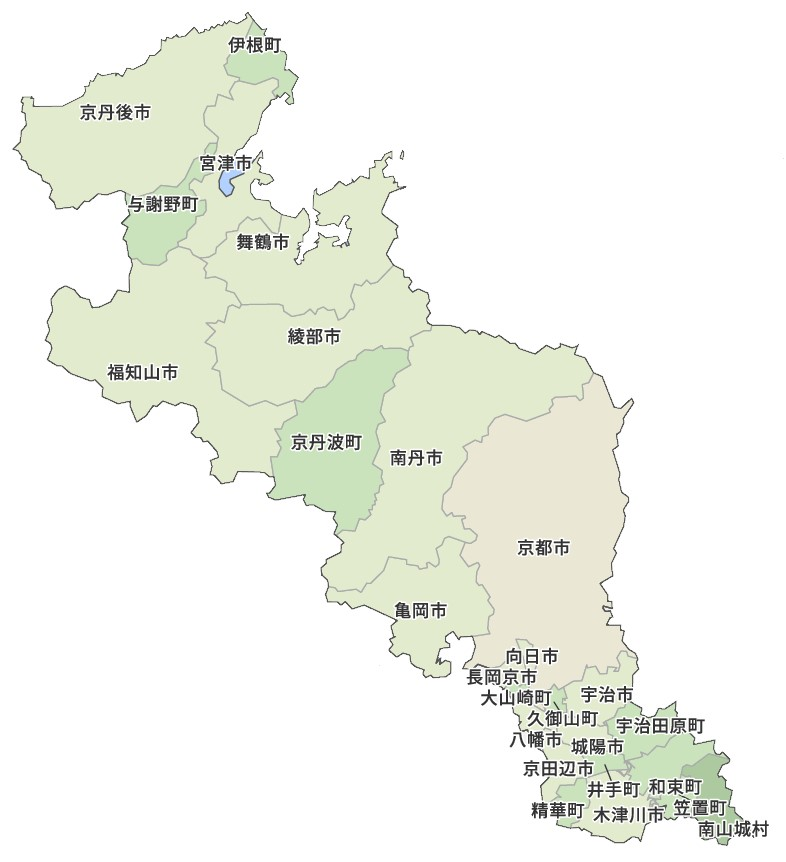 伊根町
京丹後市
宮津市
与謝野町
舞鶴市
綾部市
福知山市
京丹波町
南丹市
京都市
亀岡市
向日市
長岡京市
大山崎町
宇治市
久御山町
宇治田原町
八幡市
城陽市
京田辺市
井手町
和束町
笠置町
精華町
木津川市
南山城村